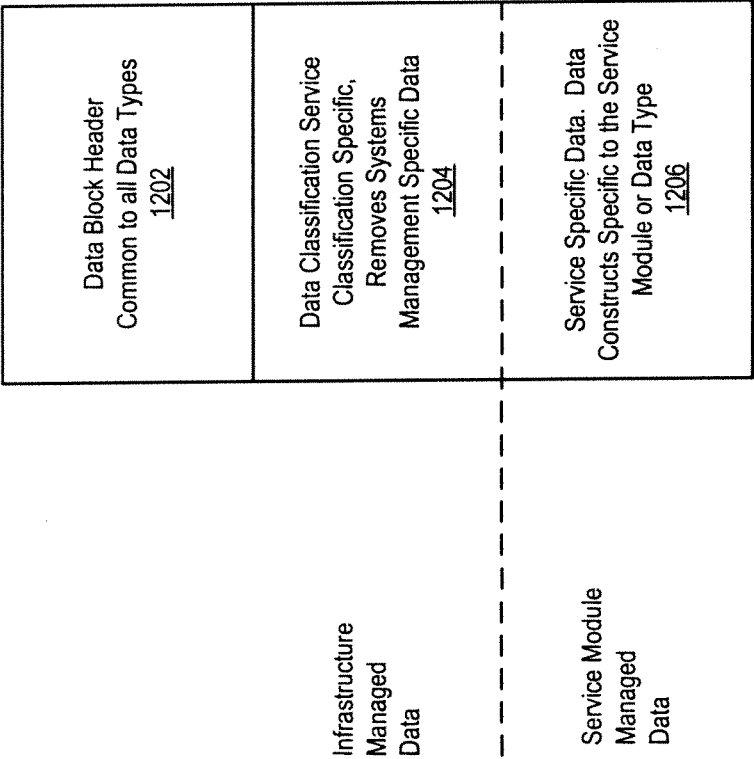 Data Block Header
Common to all Data Types
1202
Data Classification Service
Classification Specific,
Removes Systems
Management Specific Data
1204
Service Specific Data. Data
Constructs Specific to the Service
Module or Data Type
1206
Infrastructure
Managed
Data
Service Module
Managed
Data